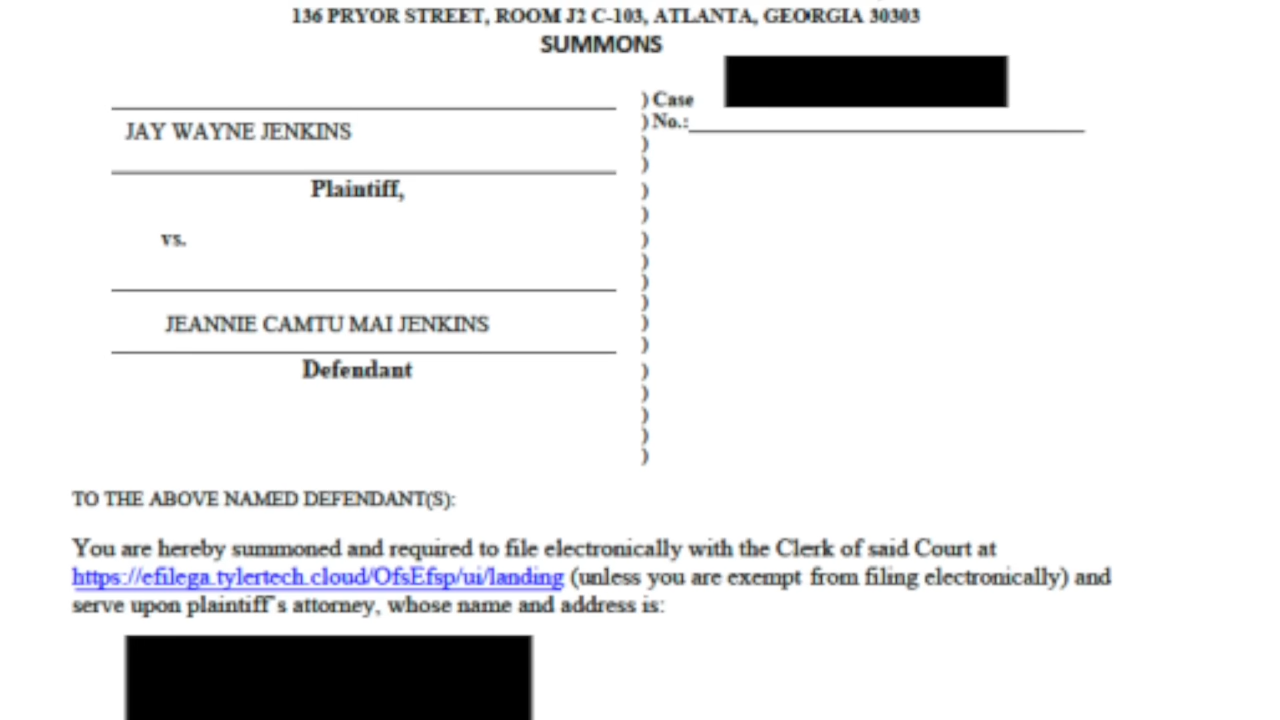 136 PRYOR STREET, ROOM J2 C-103, ATLANTA, GEORGIA 30303
SUMMONS
) Case
) No.:
JAY WAYNE JENKINS
)
)
Plaintiff,
)
)
vs.
)
)
)
)
JEANNIE CAMTU MAI JENKINS
)
)
Defendant
)
)
)
)
)
TO THE ABOVE NAMED DEFENDANT(S):
You are hereby summoned and required to file electronically with the Clerk of said Court at
https://efilega.tylertech.cloud/OfsEfsp/ui/landing (unless you are exempt from filing electronically) and
serve upon plaintiff's attorney, whose name and address is: